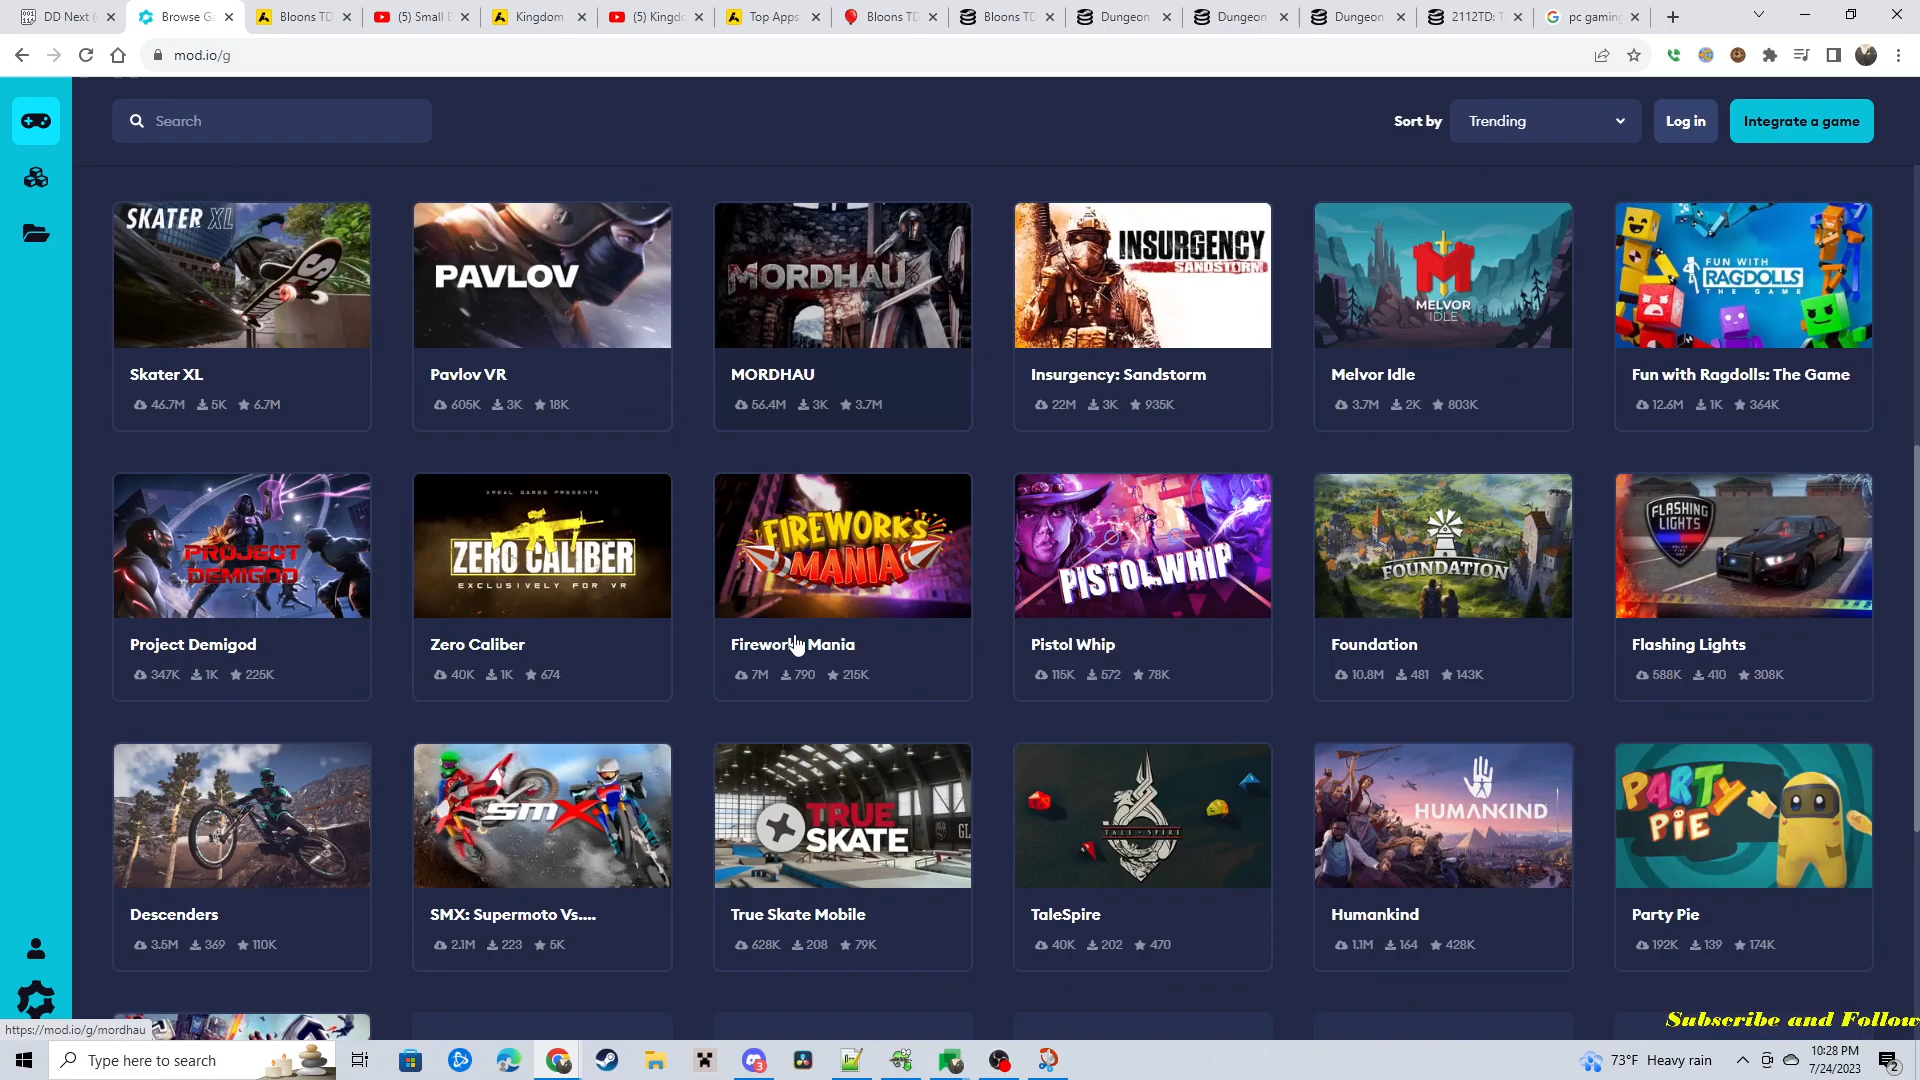 DD Next (
Browse Ga
Bloons TD
(5) Small B
Kingdom
(5) Kingdo
Top Apps
Bloons TD
Bloons TD
Dungeon
Dungeon
Dungeon
2112TD: T
pc gaming
mod.io/g
Search
Sort by
Trending
Log in
Integrate a game
SKATER XL
PAVLOV
MORDHAU
INSURGENCY
SANDSTORM
MELVOR
IDLE
FUN WITH
RAGDOLLS
THE GAME
Skater XL
Pavlov VR
MORDHAU
Insurgency: Sandstorm
Melvor Idle
Fun with Ragdolls: The Game
46.7M 5K 6.7M
605K 3K 18K
56.4M 3K 3.7M
22M 3K 935K
3.7M 2K 803K
12.6M 1K 364K
PROJECT
DEMIGOD
XREAL GAMES PRESENTS
ZERO CALIBER
EXCLUSIVELY FOR VR
FIREWORKS
MANIA
PISTOL WHIP
FOUNDATION
FLASHING
LIGHTS
Project Demigod
Zero Caliber
Fireworks Mania
Pistol Whip
Foundation
Flashing Lights
347K 1K 225K
40K 1K 674
7M 790 215K
115K 572 78K
10.8M 481 143K
588K 410 308K
SMX
TRUE
SKATE
TALESPIRE
HUMANKIND
PARTY
PIE
Descenders
SMX: Supermoto Vs....
True Skate Mobile
TaleSpire
Humankind
Party Pie
3.5M 369 110K
2.1M 223 5K
628K 208 79K
40K 202 470
1.1M 164 428K
192K 139 174K
https://mod.io/g/mordhau
Subscribe and Follow
Type here to search
3
73°F Heavy rain
10:28 PM
7/24/2023
2